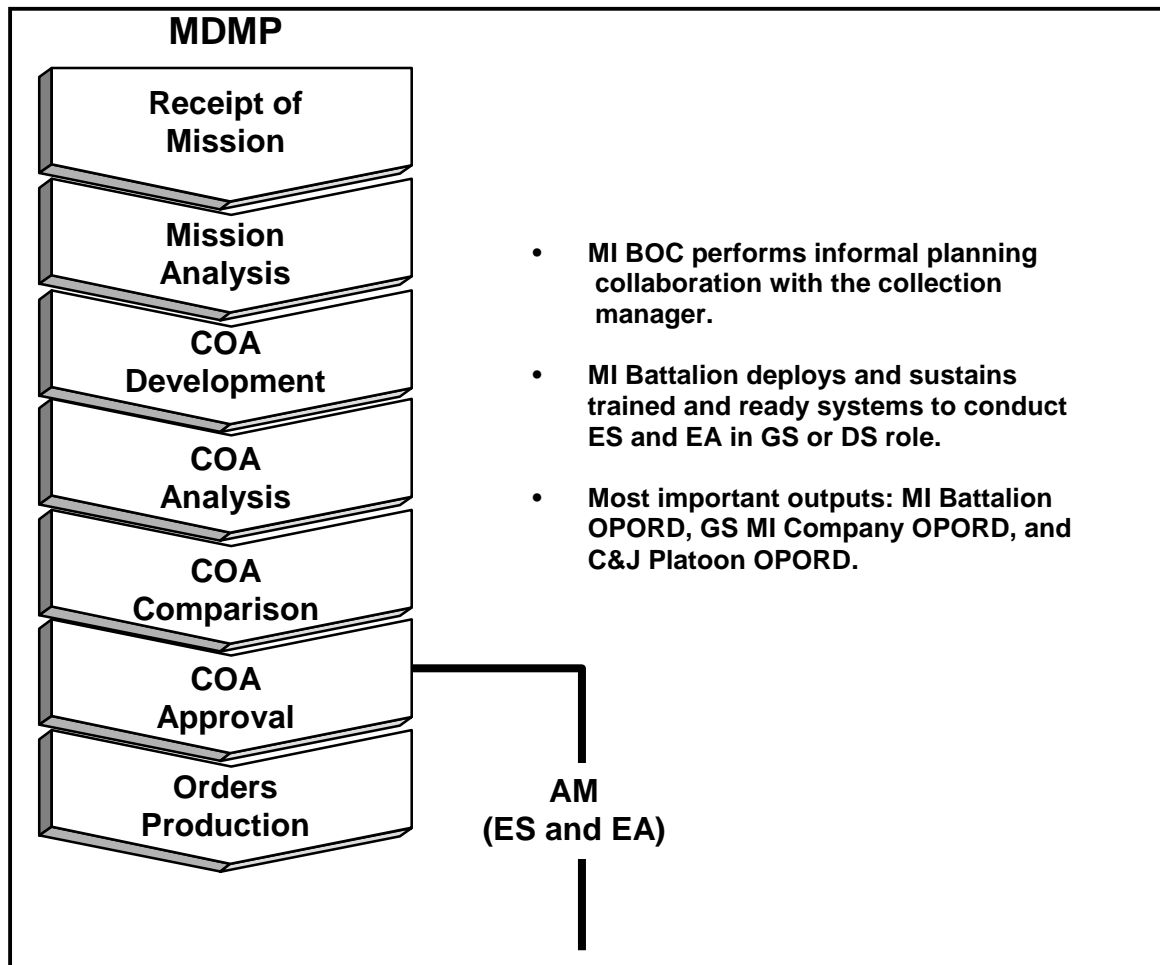 MDMP
Receipt of
Mission
Mission
Analysis
COA
Development
COA
Analysis
COA
Comparison
COA
Approval
Orders
Production
• MI BOC performs informal planning
collaboration with the collection
manager.
• MI Battalion deploys and sustains
trained and ready systems to conduct
ES and EA in GS or DS role.
• Most important outputs: MI Battalion
OPORD, GS MI Company OPORD, and
C&J Platoon OPORD.
AM
(ES and EA)